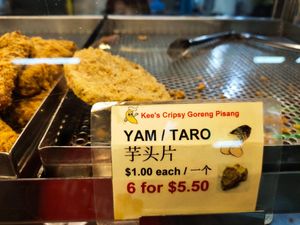 Kee's Cripsy Goreng Pisang
YAM / TARO
芋头片
$1.00 each / 一个
6 for $5.50